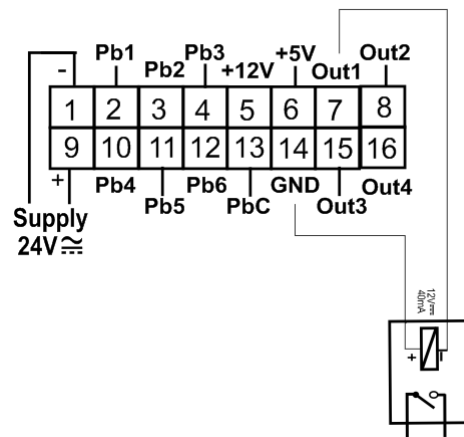 Pb1 Pb2 Pb3 +12V +5V Out1 Out2
- 1 2 3 4 5 6 7 8
9 10 11 12 13 14 15 16
+ Pb4 Pb5 Pb6 PbC GND Out3 Out4
Supply
24V⎓
12V⎓
40mA
+ -